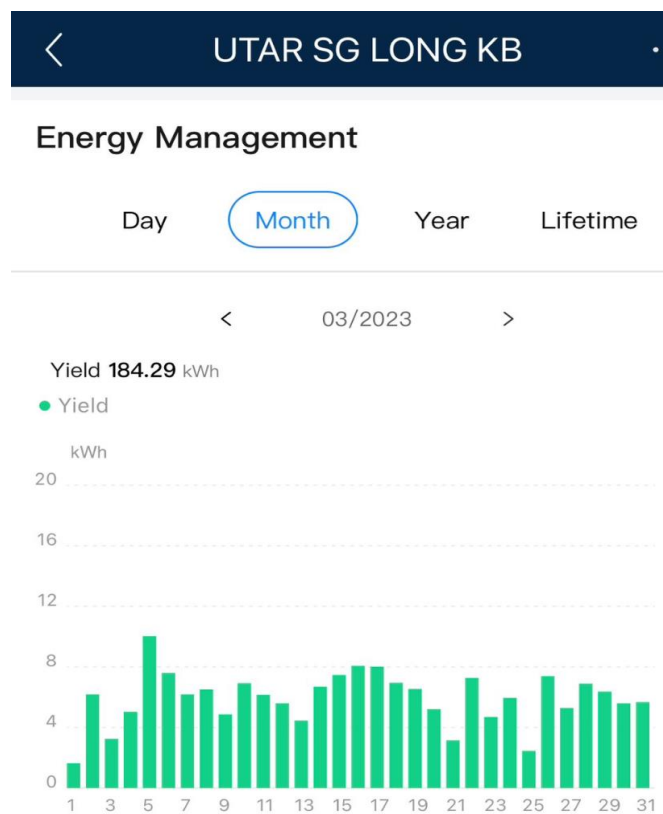 UTAR SG LONG KB
Energy Management
Day Month Year Lifetime
< 03/2023 >
Yield 184.29 kWh
Yield
kWh
20
16
12
8
4
0
1 3 5 7 9 11 13 15 17 19 21 23 25 27 29 31